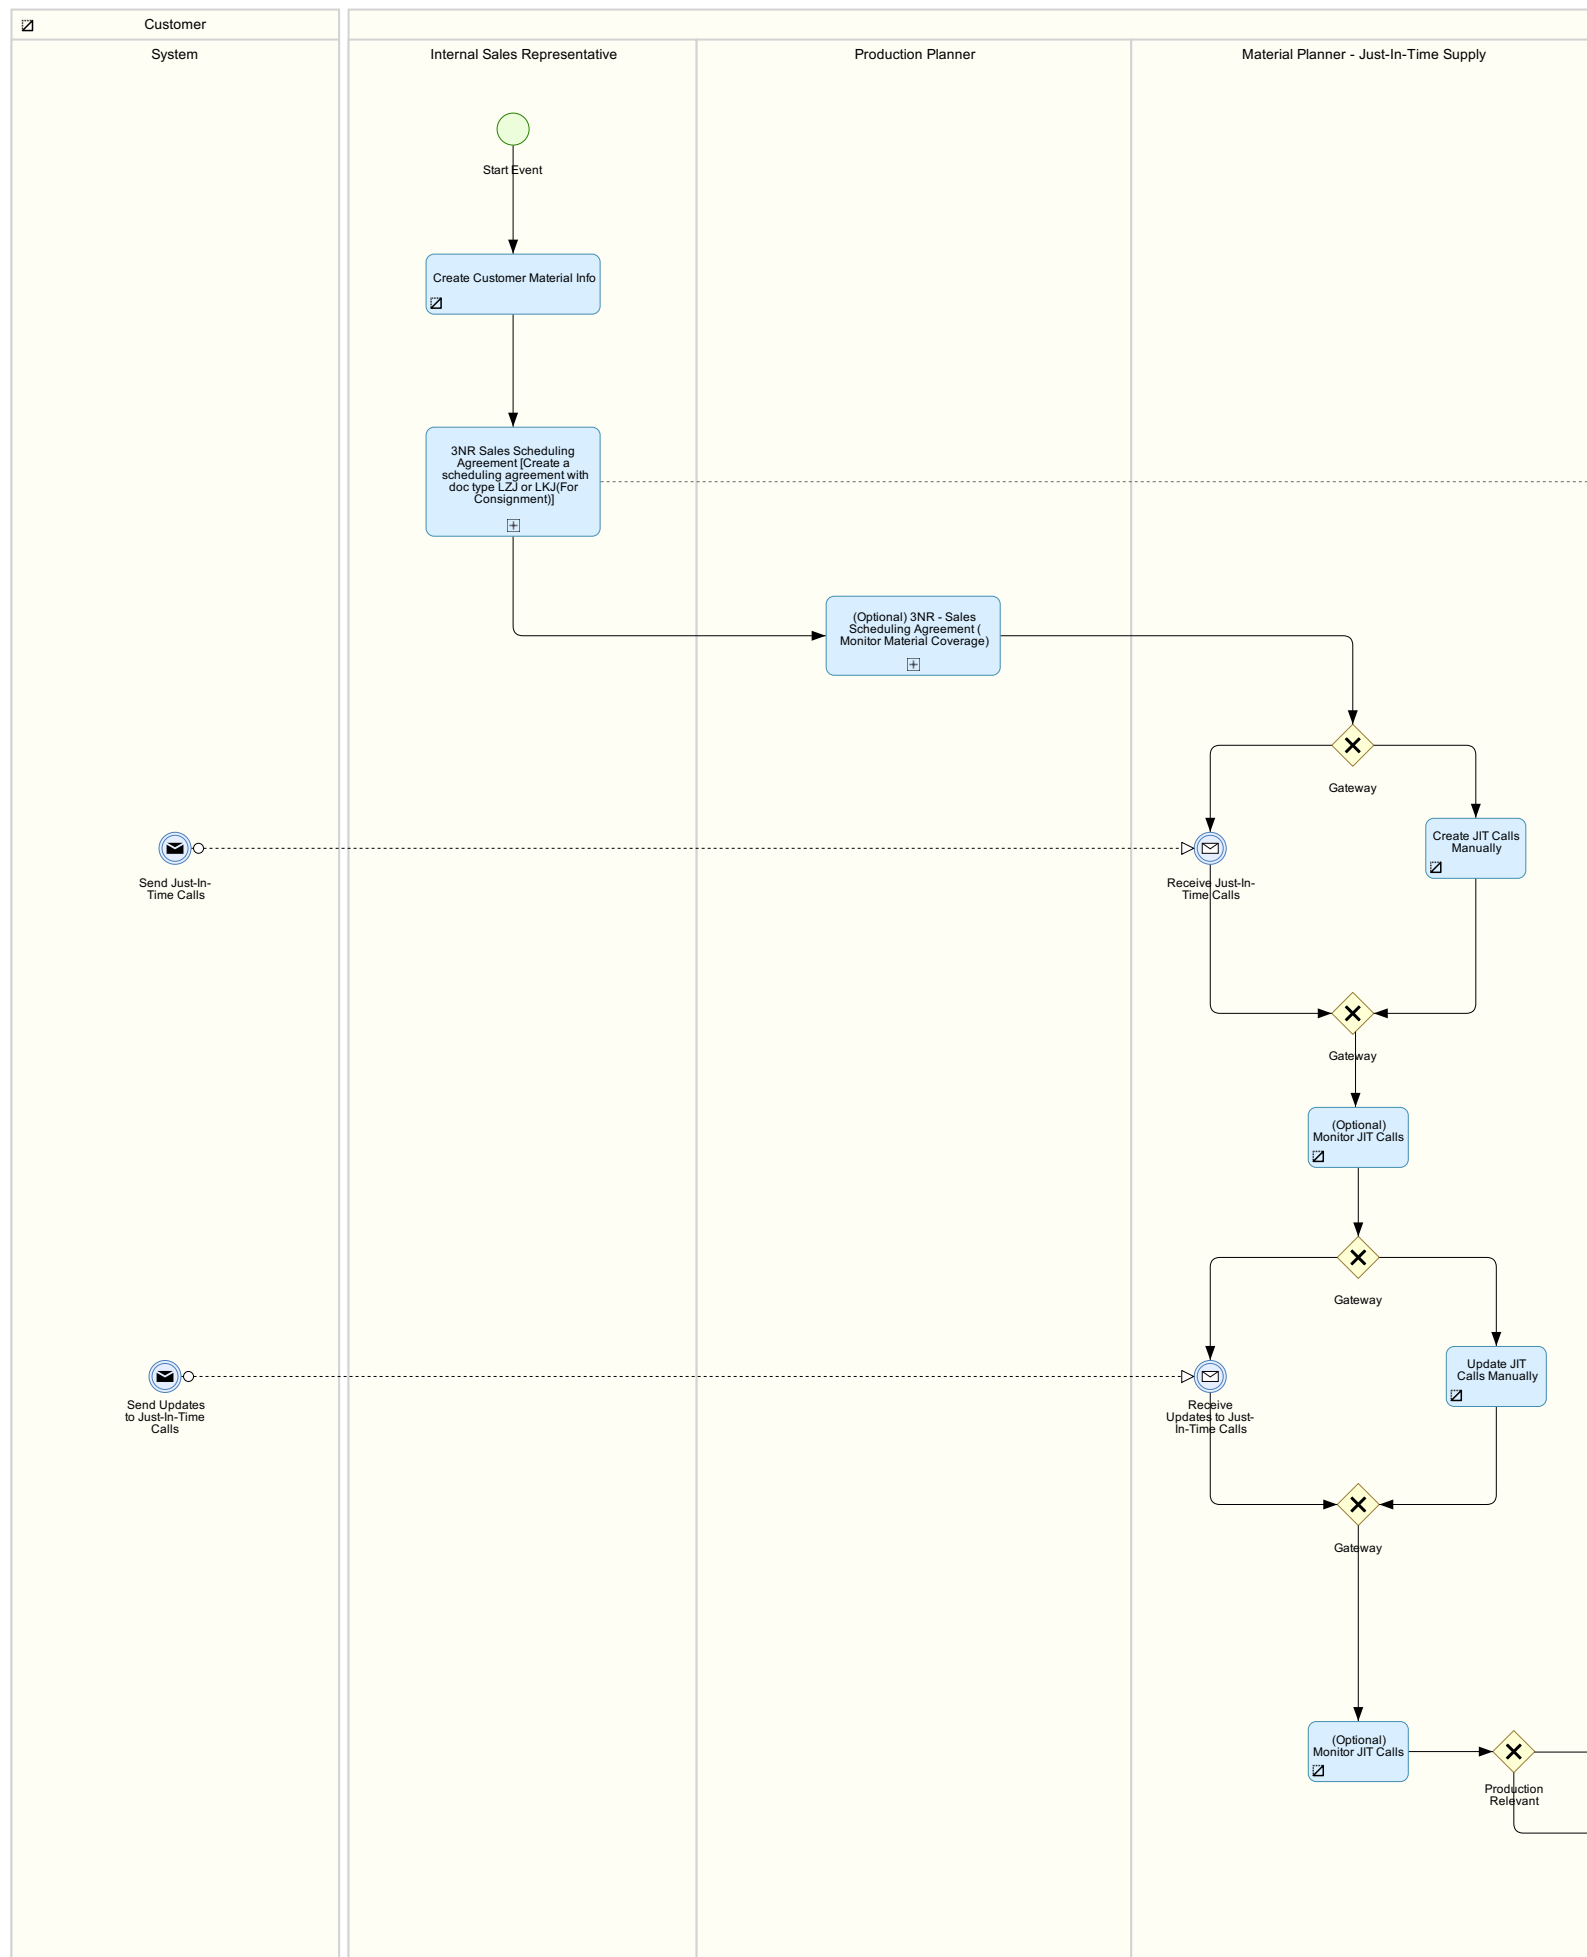 Customer
System
Internal Sales Representative
Production Planner
Material Planner - Just-In-Time Supply
Start Event
Create Customer Material Info
3NR Sales Scheduling
Agreement [Create a
scheduling agreement with
doc type LZJ or LKJ(For
Consignment)]
(Optional) 3NR - Sales
Scheduling Agreement (
Monitor Material Coverage)
Gateway
Send Just-In-
Time Calls
Receive Just-In-
Time Calls
Create JIT Calls
Manually
Gateway
(Optional)
Monitor JIT Calls
Gateway
Send Updates
to Just-In-Time
Calls
Receive
Updates to Just-
In-Time Calls
Update JIT
Calls Manually
Gateway
(Optional)
Monitor JIT Calls
Production
Relevant